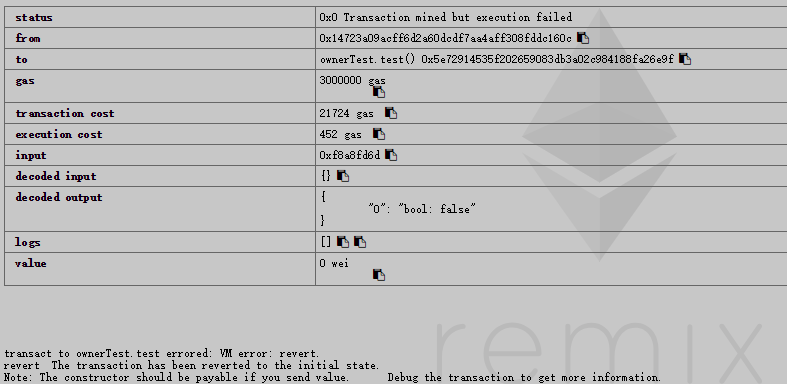 status 0x0 Transaction mined but execution failed
from 0x14723a09acff6d2a60dcdf7aa4aff308fddc160c
to ownerTest.test() 0x5e72914535f202659083db3a02c984188fa26e9f
gas 3000000 gas
transaction cost 21724 gas
execution cost 452 gas
input 0xf8a8fd6d
decoded input {}
decoded output {
"0": "bool: false"
}
logs []
value 0 wei
remix
transact to ownerTest.test errored: VM error: revert.
revert The transaction has been reverted to the initial state.
Note: The constructor should be payable if you send value. Debug the transaction to get more information.